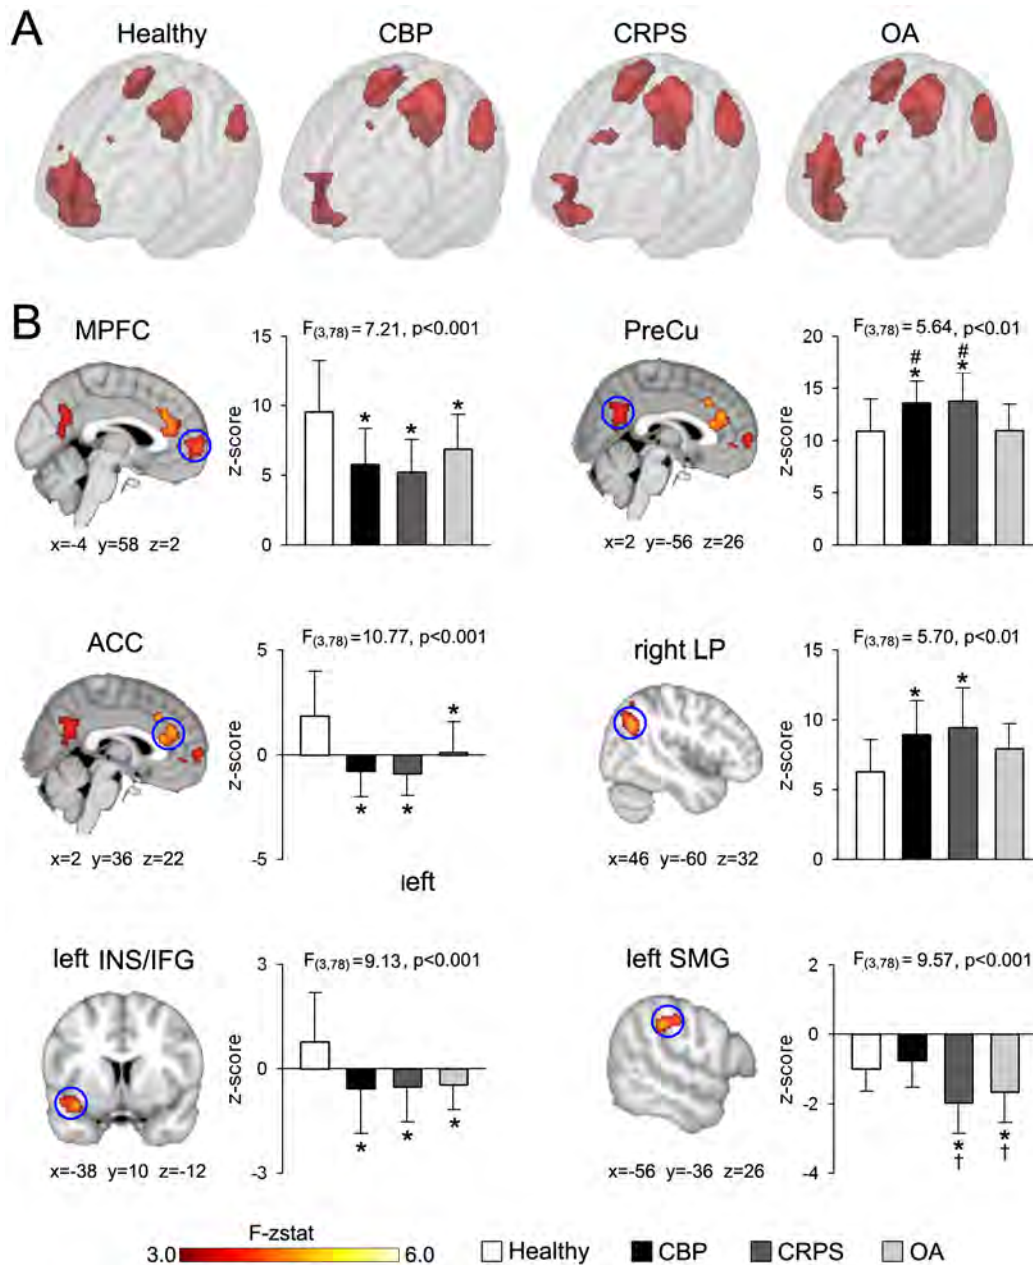 A
Healthy CBP CRPS OA
B
MPFC
F(3,78) = 7.21, p<0.001
15
10
5
0
z-score
*
*
*
x=-4 y=58 z=2
PreCu
F(3,78) = 5.64, p<0.01
20
15
10
5
0
z-score
# #
* *
x=2 y=-56 z=26
ACC
F(3,78) = 10.77, p<0.001
5
0
-5
z-score
*
* *
x=2 y=36 z=22
left
right LP
F(3,78) = 5.70, p<0.01
15
10
5
0
z-score
* *
x=46 y=-60 z=32
left INS/IFG
F(3,78) = 9.13, p<0.001
3
0
-3
z-score
* * *
x=-38 y=10 z=-12
left SMG
F(3,78) = 9.57, p<0.001
2
0
-2
-4
z-score
* *
† †
x=-56 y=-36 z=26
F-zstat
3.0 6.0
Healthy CBP CRPS OA